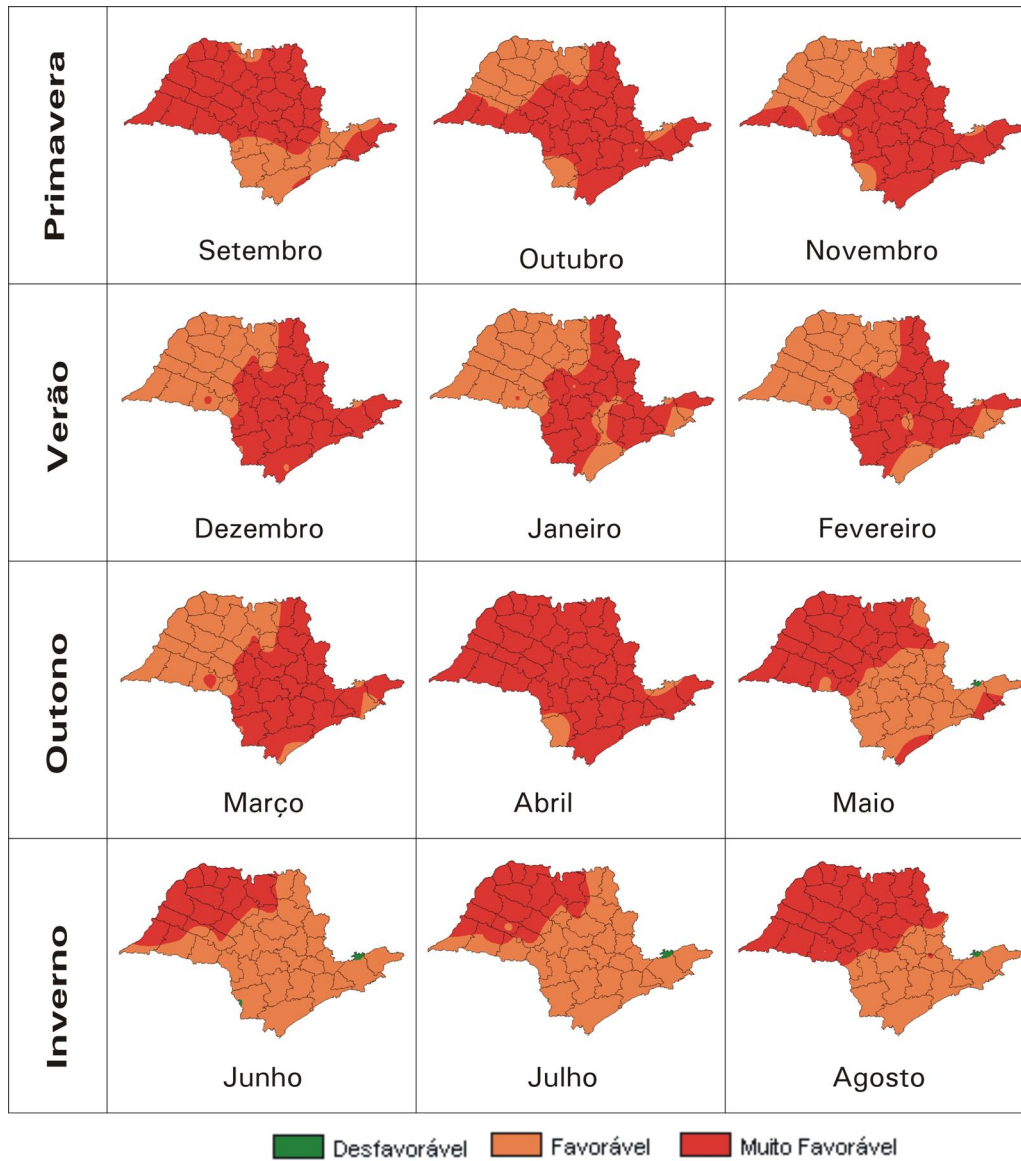 Primavera
Setembro
Outubro
Novembro
Verão
Dezembro
Janeiro
Fevereiro
Outono
Março
Abril
Maio
Inverno
Junho
Julho
Agosto
Desfavorável
Favorável
Muito Favorável